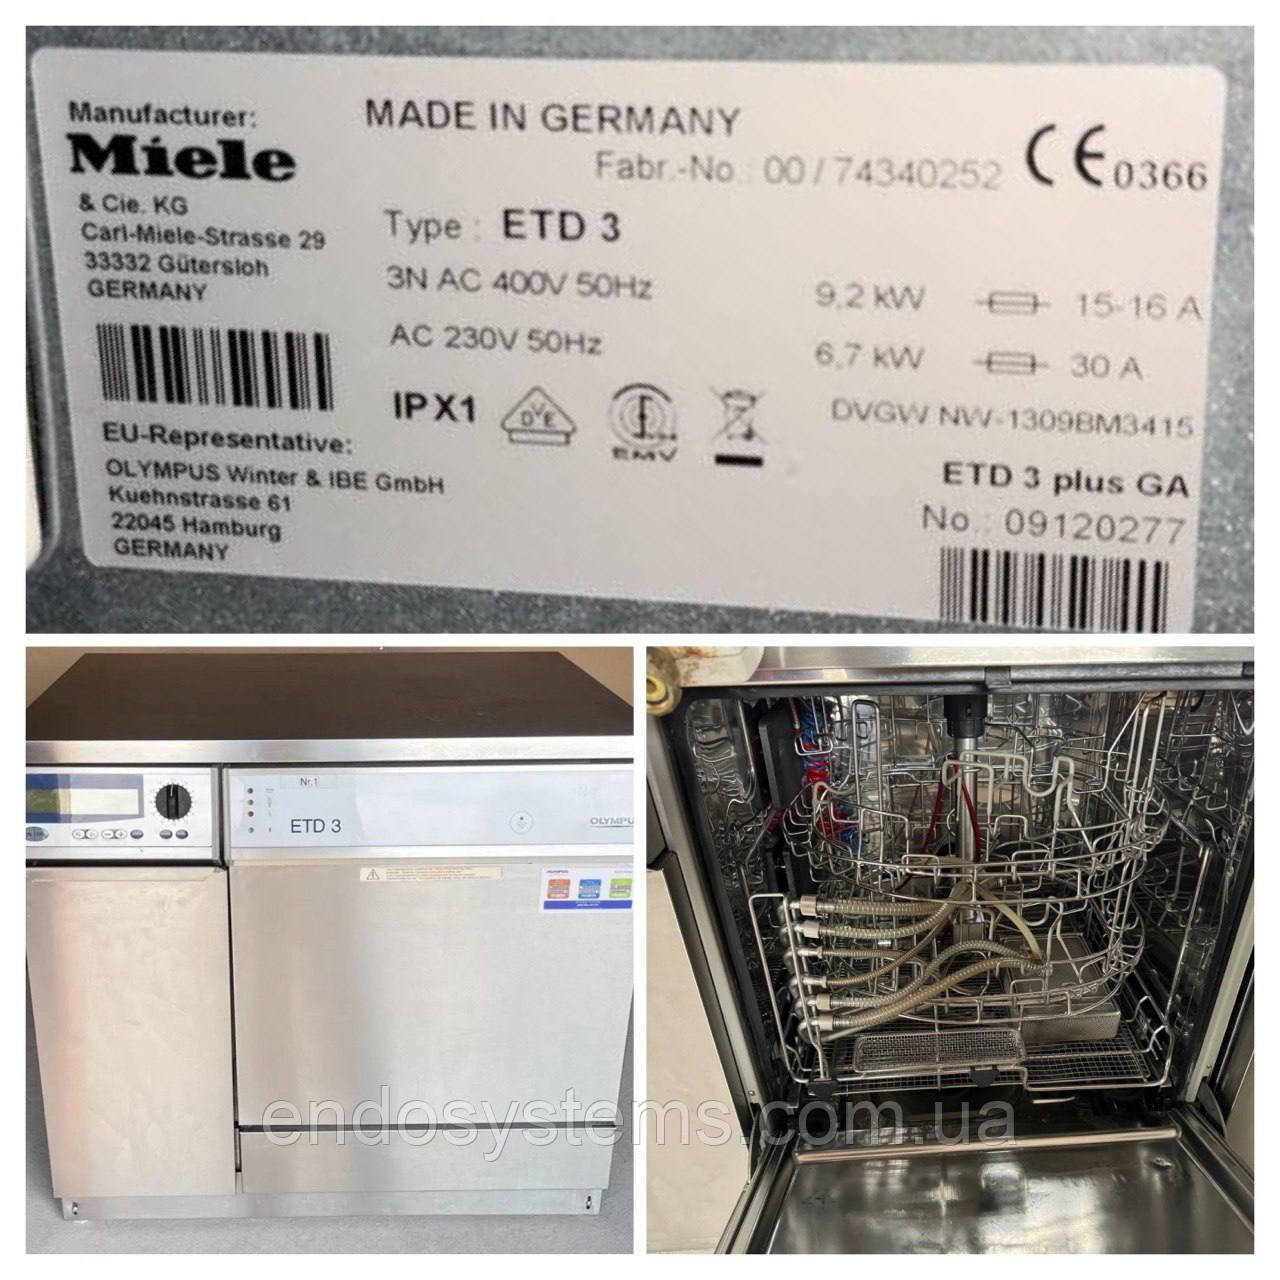 Manufacturer:
Miele
& Cie. KG
Carl-Miele-Strasse 29
33332 Gütersloh
GERMANY
MADE IN GERMANY
Fabr.-No.: 00 / 74340252
CE 0366
Type : ETD 3
3N AC 400V 50Hz
9,2 kW
15-16 A
AC 230V 50Hz
6,7 kW
30 A
IPX1
DVE
EMV
DVGW NW-1309BM3415
EU-Representative:
OLYMPUS Winter & IBE GmbH
Kuehnstrasse 61
22045 Hamburg
GERMANY
ETD 3 plus GA
No.: 09120277
Nr.1
ETD 3
OLYMPUS
endosystems.com.ua